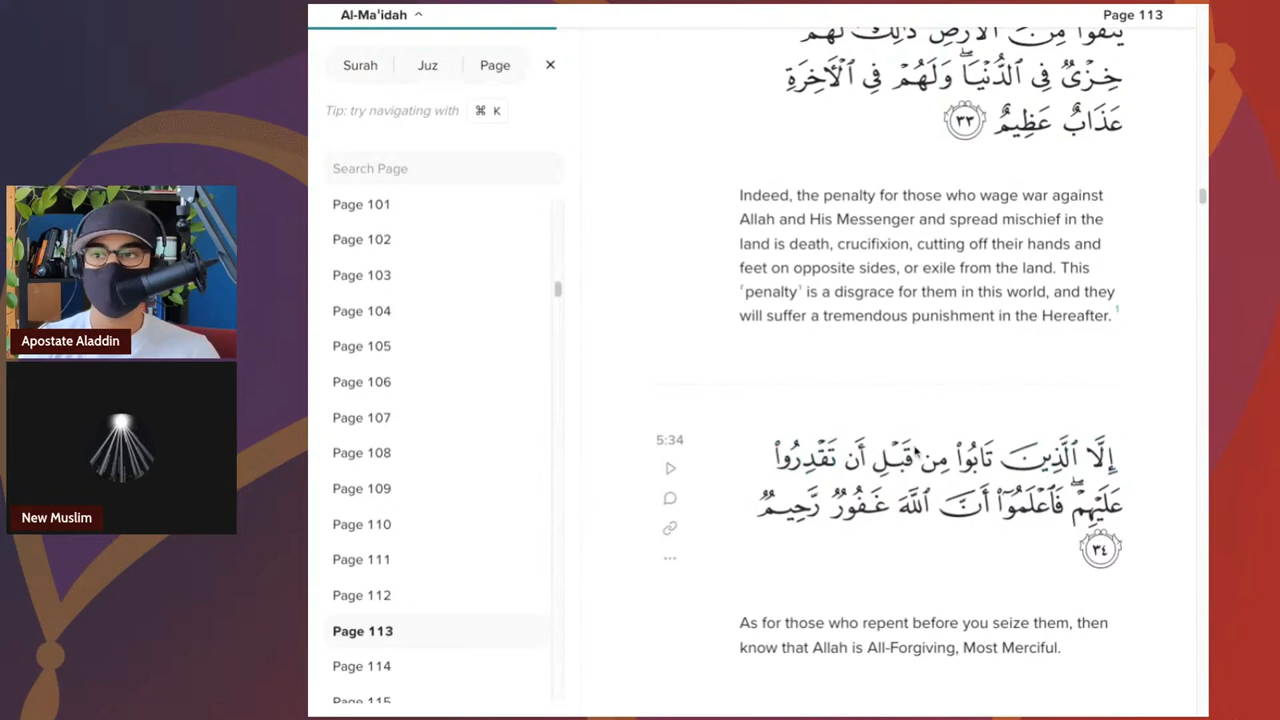 Al-Ma'idah
Page 113
Surah
Juz
Page
Tip: try navigating with ⌘ K
Search Page
Page 101
Page 102
Page 103
Page 104
Page 105
Page 106
Page 107
Page 108
Page 109
Page 110
Page 111
Page 112
Page 113
Page 114
Page 115
يُنفَوْا۟ مِنَ ٱلْأَرْضِ ذَٰلِكَ لَهُمْ
خِزْىٌ فِى ٱلدُّنْيَا ۖ وَلَهُمْ فِى ٱلْـَٔاخِرَةِ
عَذَابٌ عَظِيمٌ ٣٣
Indeed, the penalty for those who wage war against
Allah and His Messenger and spread mischief in the
land is death, crucifixion, cutting off their hands and
feet on opposite sides, or exile from the land. This
˹penalty˺ is a disgrace for them in this world, and they
will suffer a tremendous punishment in the Hereafter. 1
5:34
إِلَّا ٱلَّذِينَ تَابُوا۟ مِن قَبْلِ أَن تَقْدِرُوا۟
عَلَيْهِمْ ۖ فَٱعْلَمُوٓا۟ أَنَّ ٱللَّهَ غَفُورٌ رَّحِيمٌ
٣٤
As for those who repent before you seize them, then
know that Allah is All-Forgiving, Most Merciful.
Apostate Aladdin
New Muslim